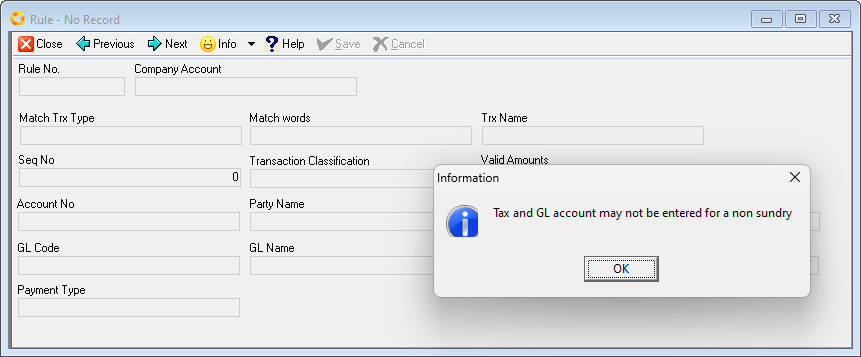 Rule - No Record
Close Previous Next Info Help Save Cancel
Rule No. Company Account
Match Trx Type Match words Trx Name
Seq No Transaction Classification Valid Amounts
0
Information
Tax and GL account may not be entered for a non sundry
Account No Party Name
GL Code GL Name
OK
Payment Type